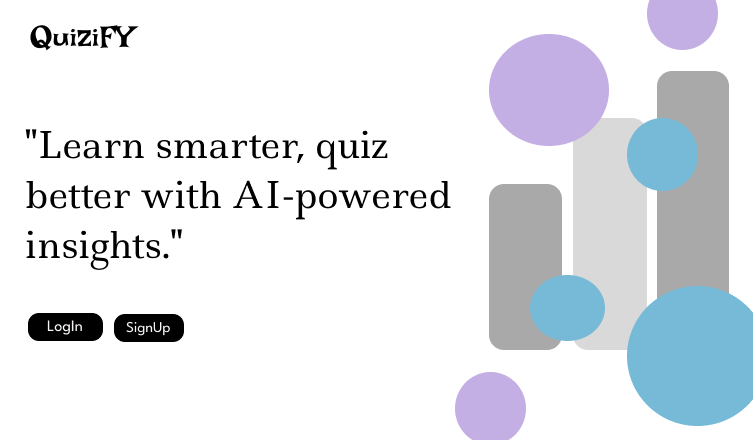 QuiziFY
"Learn smarter, quiz
better with AI-powered
insights."
LogIn
SignUp